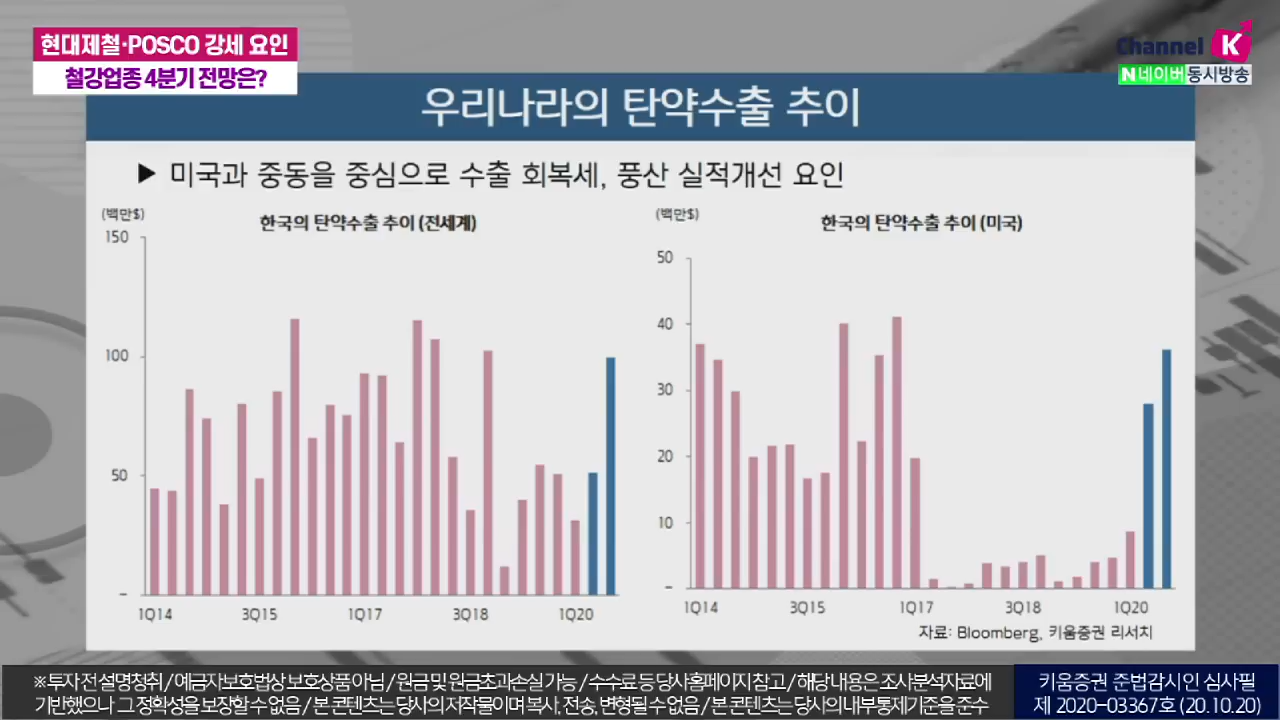 현대제철·POSCO 강세 요인
철강업종 4분기 전망은?
Channel K
N 네이버 동시방송
우리나라의 탄약수출 추이
▶ 미국과 중동을 중심으로 수출 회복세, 풍산 실적개선 요인
(백만$)
한국의 탄약수출 추이 (전세계)
150
100
50
-
1Q14 3Q15 1Q17 3Q18 1Q20
(백만$)
한국의 탄약수출 추이 (미국)
50
40
30
20
10
-
1Q14 3Q15 1Q17 3Q18 1Q20
자료: Bloomberg, 키움증권 리서치
※ 투자 전 설명청취 / 예금자보호법상 보호상품 아님 / 원금 및 원금초과손실 가능 / 수수료 등 당사홈페이지 참고 / 해당 내용은 조사분석자료에
기반했으나 그 정확성을 보장할 수 없음 / 본 콘텐츠는 당사의 저작물이며 복사, 전송, 변형될 수 없음 / 본 콘텐츠는 당사의 내부통제기준을 준수
키움증권 준법감시인 심사필
제 2020-03367호 (20.10.20)